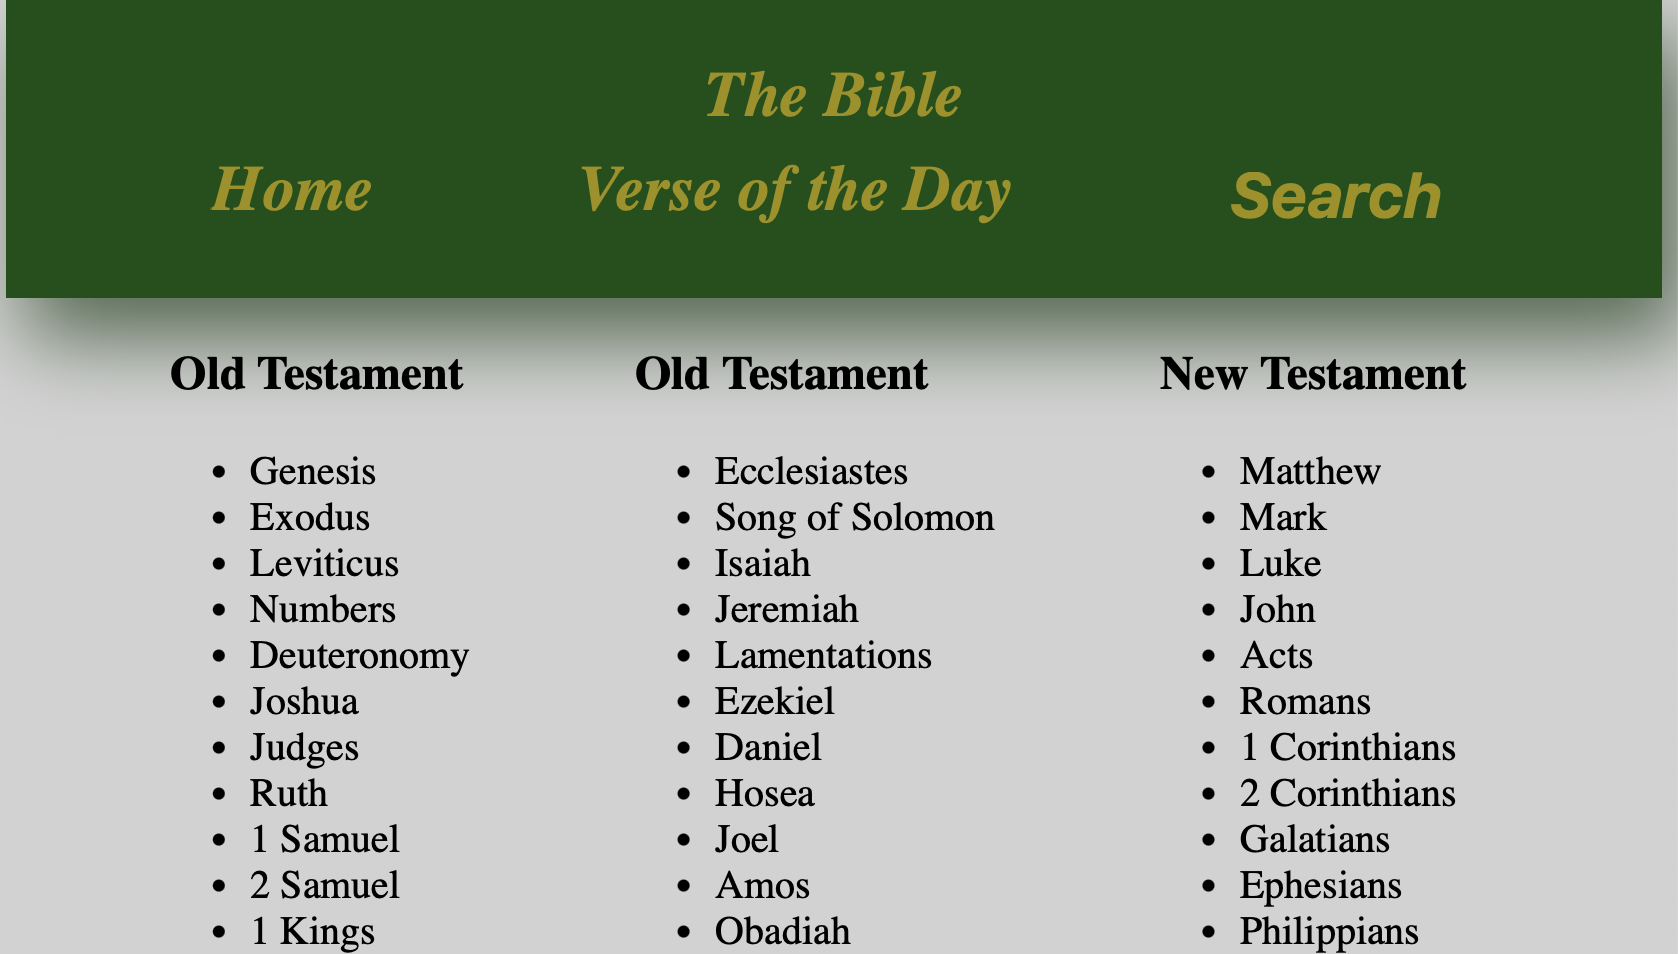 The Bible
Home
Verse of the Day
Search
Old Testament
Genesis
Exodus
Leviticus
Numbers
Deuteronomy
Joshua
Judges
Ruth
1 Samuel
2 Samuel
1 Kings
Old Testament
Ecclesiastes
Song of Solomon
Isaiah
Jeremiah
Lamentations
Ezekiel
Daniel
Hosea
Joel
Amos
Obadiah
New Testament
Matthew
Mark
Luke
John
Acts
Romans
1 Corinthians
2 Corinthians
Galatians
Ephesians
Philippians